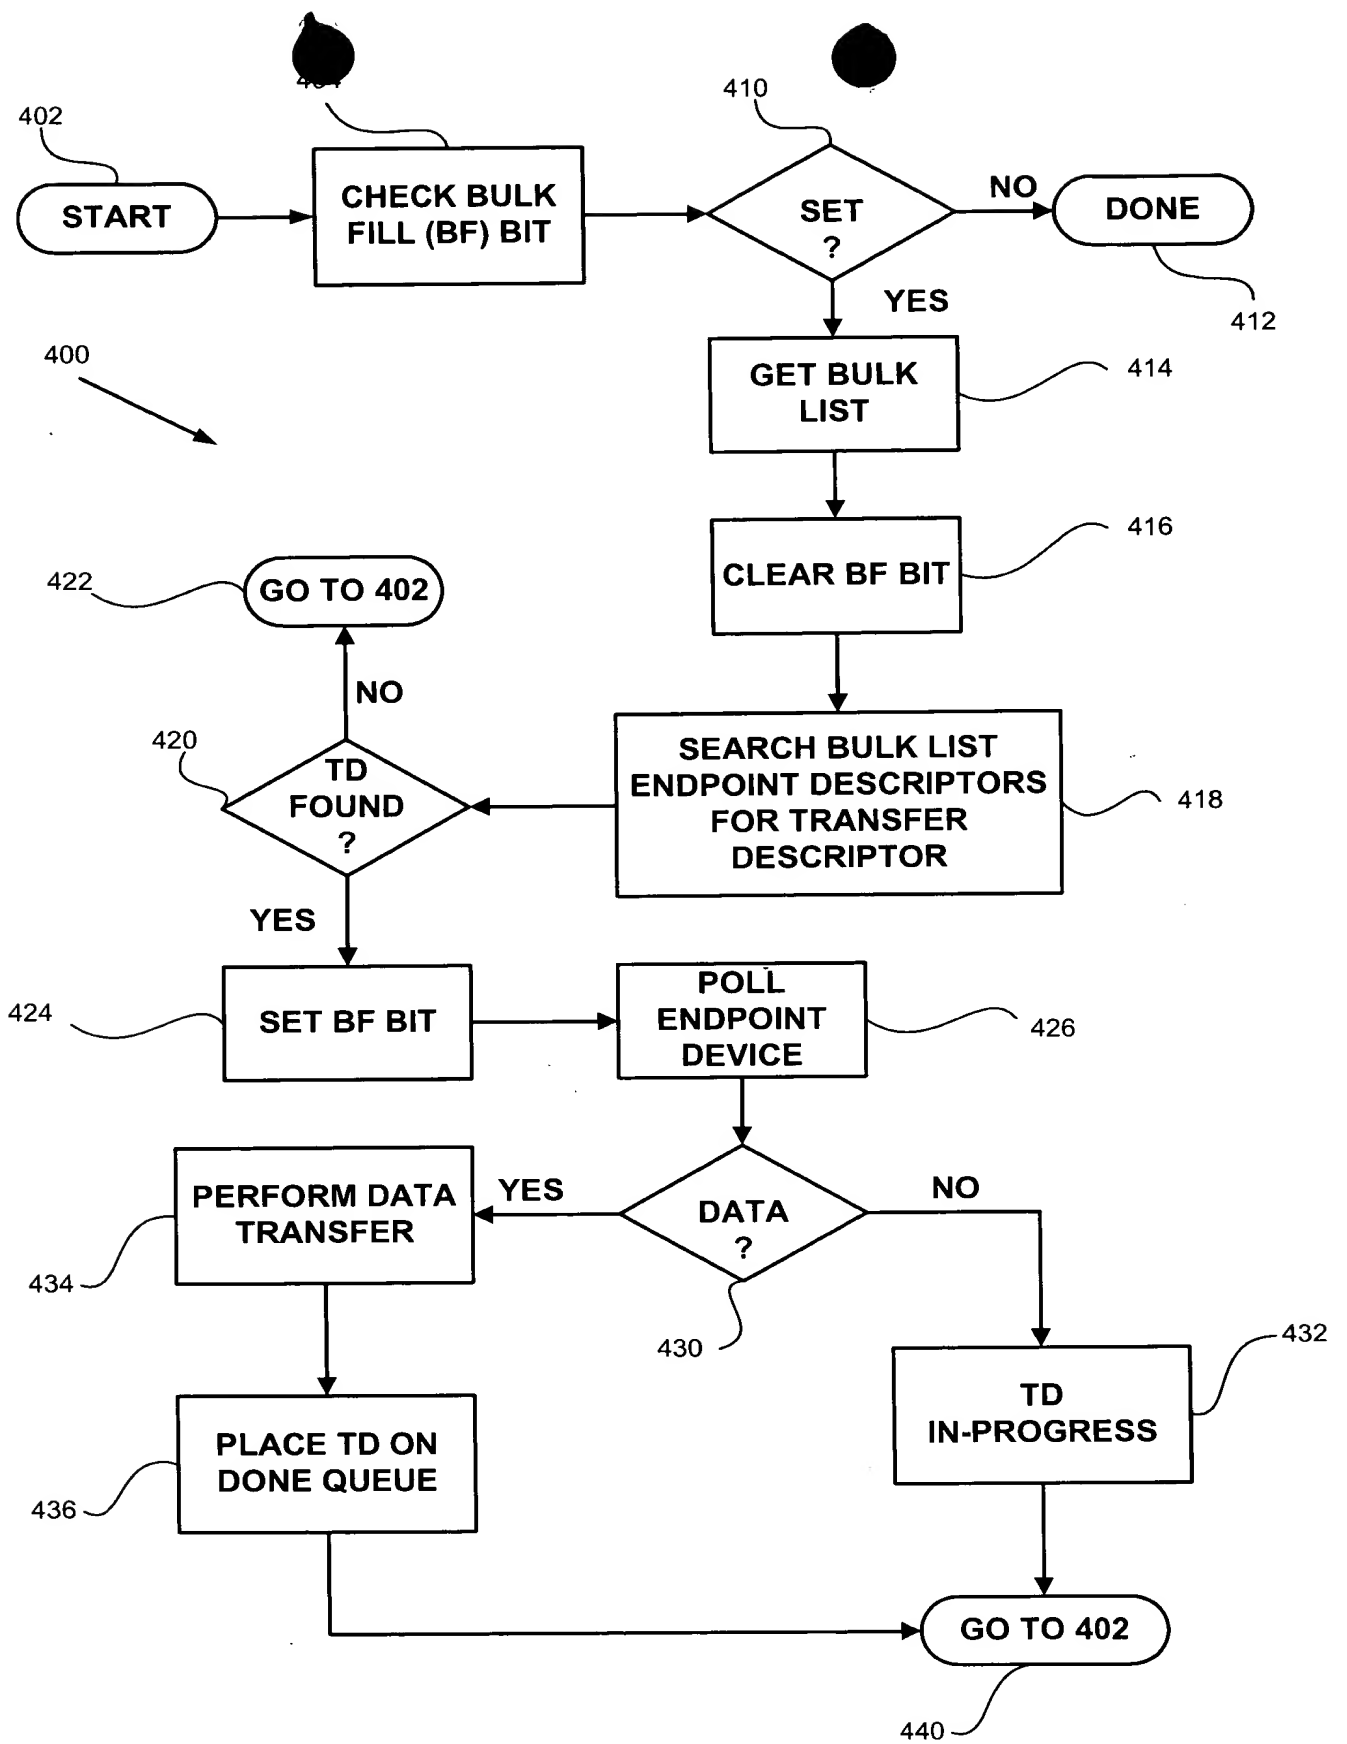 410
402
START
CHECK BULK
FILL (BF) BIT
SET
?
NO
DONE
YES
412
400
GET BULK
LIST
414
CLEAR BF BIT
416
422
GO TO 402
NO
420
TD
FOUND
?
SEARCH BULK LIST
ENDPOINT DESCRIPTORS
FOR TRANSFER
DESCRIPTOR
418
YES
424
SET BF BIT
POLL
ENDPOINT
DEVICE
426
PERFORM DATA
TRANSFER
YES
DATA
?
NO
434
430
432
TD
IN-PROGRESS
PLACE TD ON
DONE QUEUE
436
GO TO 402
440